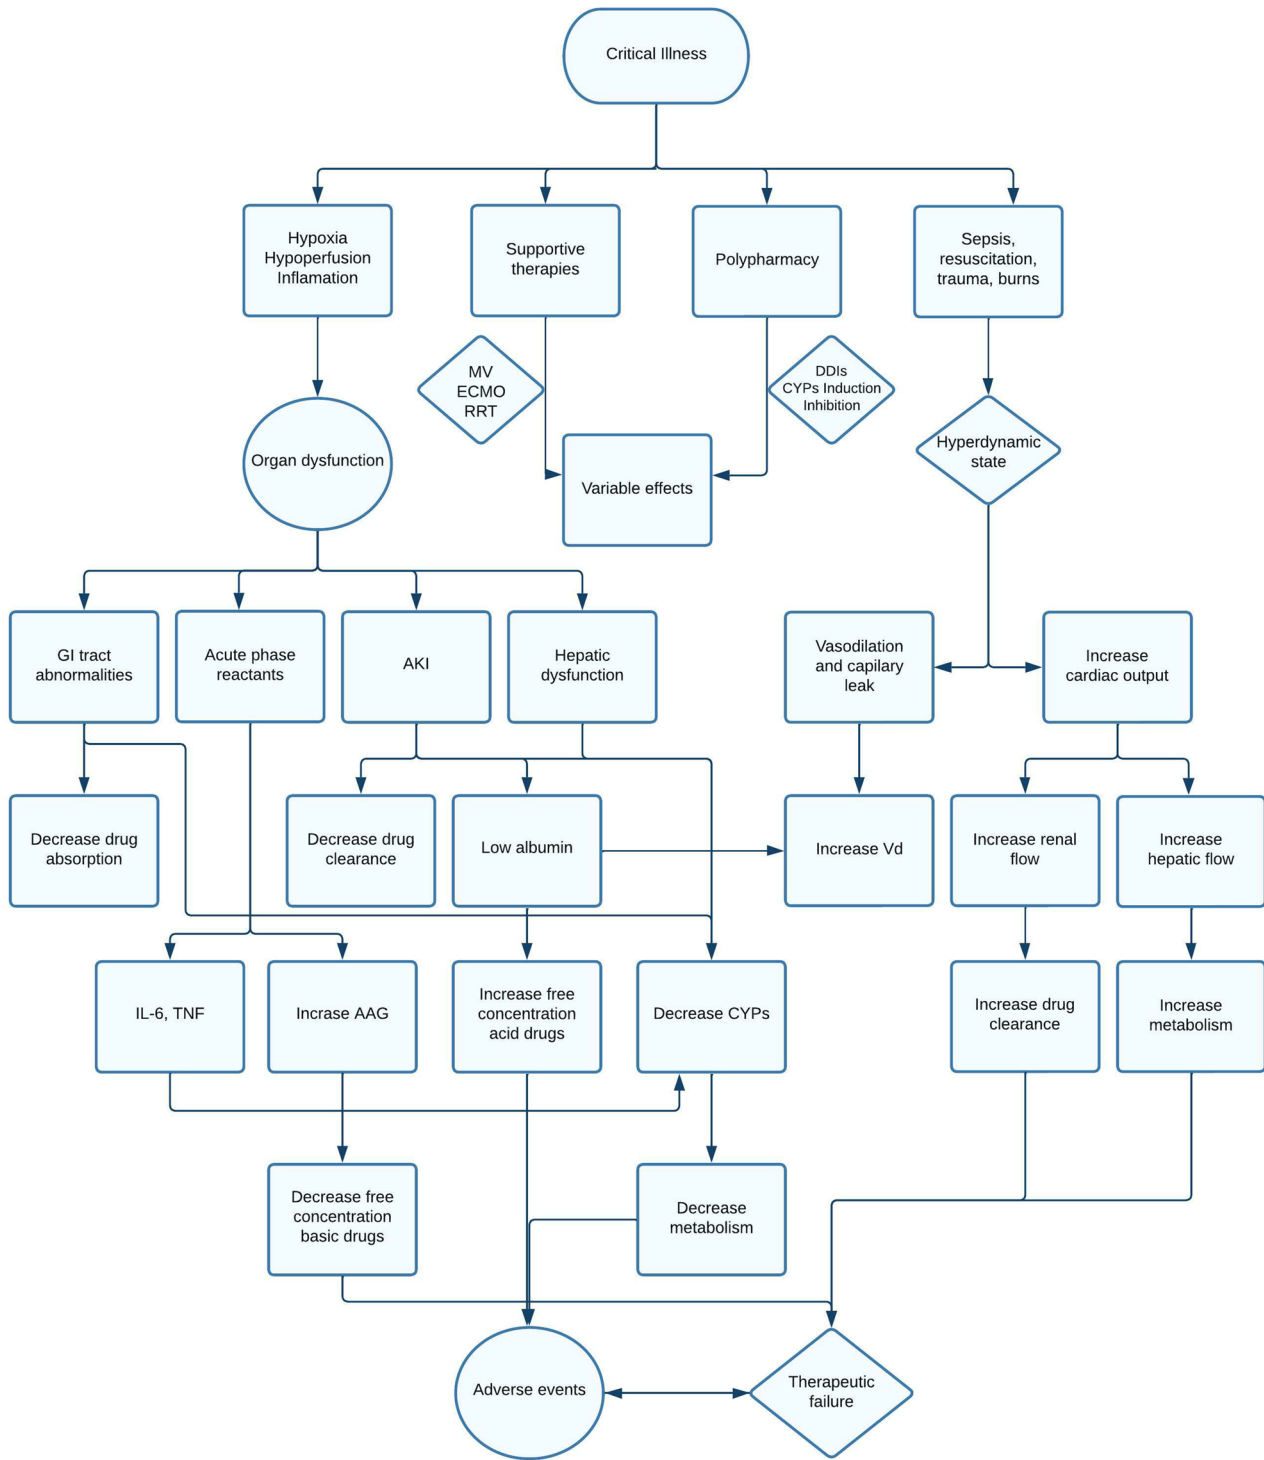 Critical Illness
Hypoxia
Hypoperfusion
Inflamation
Supportive
therapies
Polypharmacy
Sepsis,
resuscitation,
trauma, burns
MV
ECMO
RRT
DDIs
CYPs Induction
Inhibition
Organ dysfunction
Variable effects
Hyperdynamic
state
GI tract
abnormalities
Acute phase
reactants
AKI
Hepatic
dysfunction
Vasodilation
and capilary
leak
Increase
cardiac output
Decrease drug
absorption
Decrease drug
clearance
Low albumin
Increase Vd
Increase renal
flow
Increase
hepatic flow
IL-6, TNF
Incrase AAG
Increase free
concentration
acid drugs
Decrease CYPs
Increase drug
clearance
Increase
metabolism
Decrease free
concentration
basic drugs
Decrease
metabolism
Adverse events
Therapeutic
failure